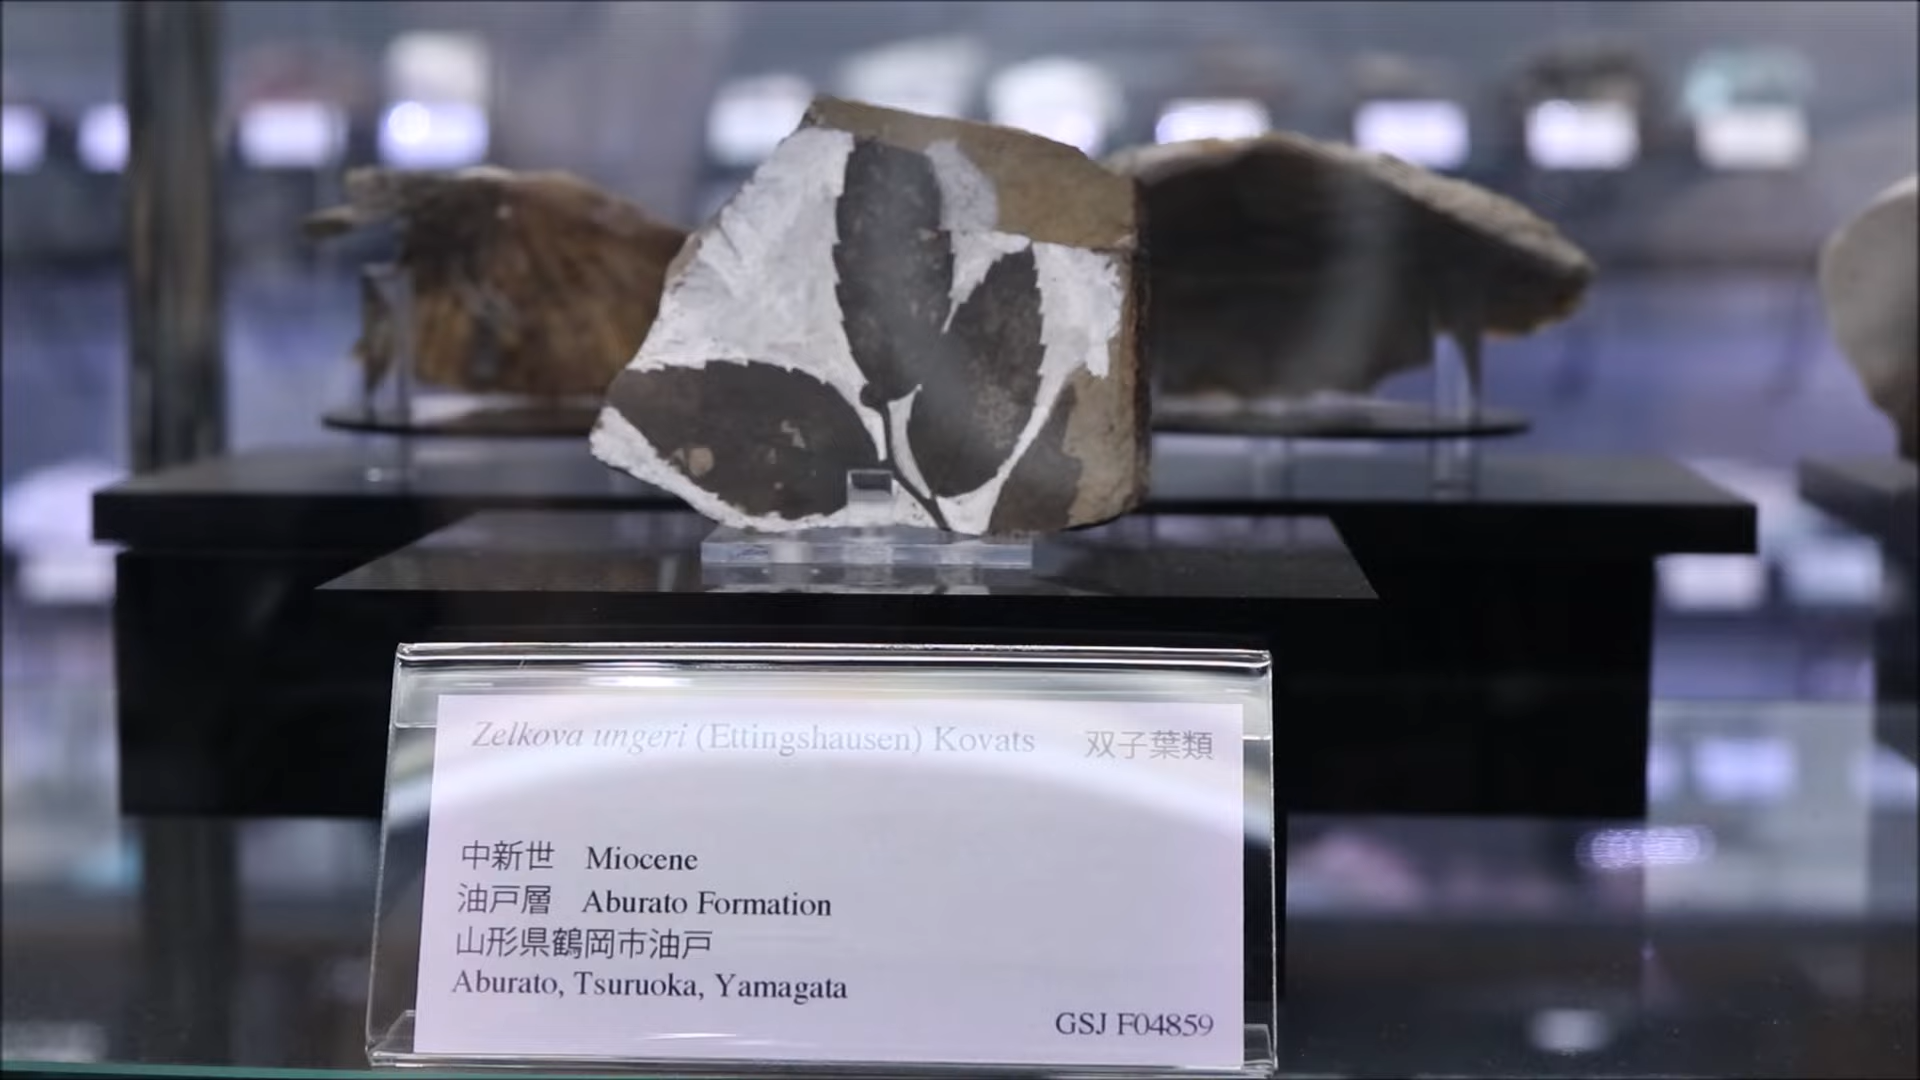 Zelkova ungeri (Ettingshausen) Kovats 双子葉類
中新世 Miocene
油戸層 Aburato Formation
山形県鶴岡市油戸
Aburato, Tsuruoka, Yamagata
GSJ F04859